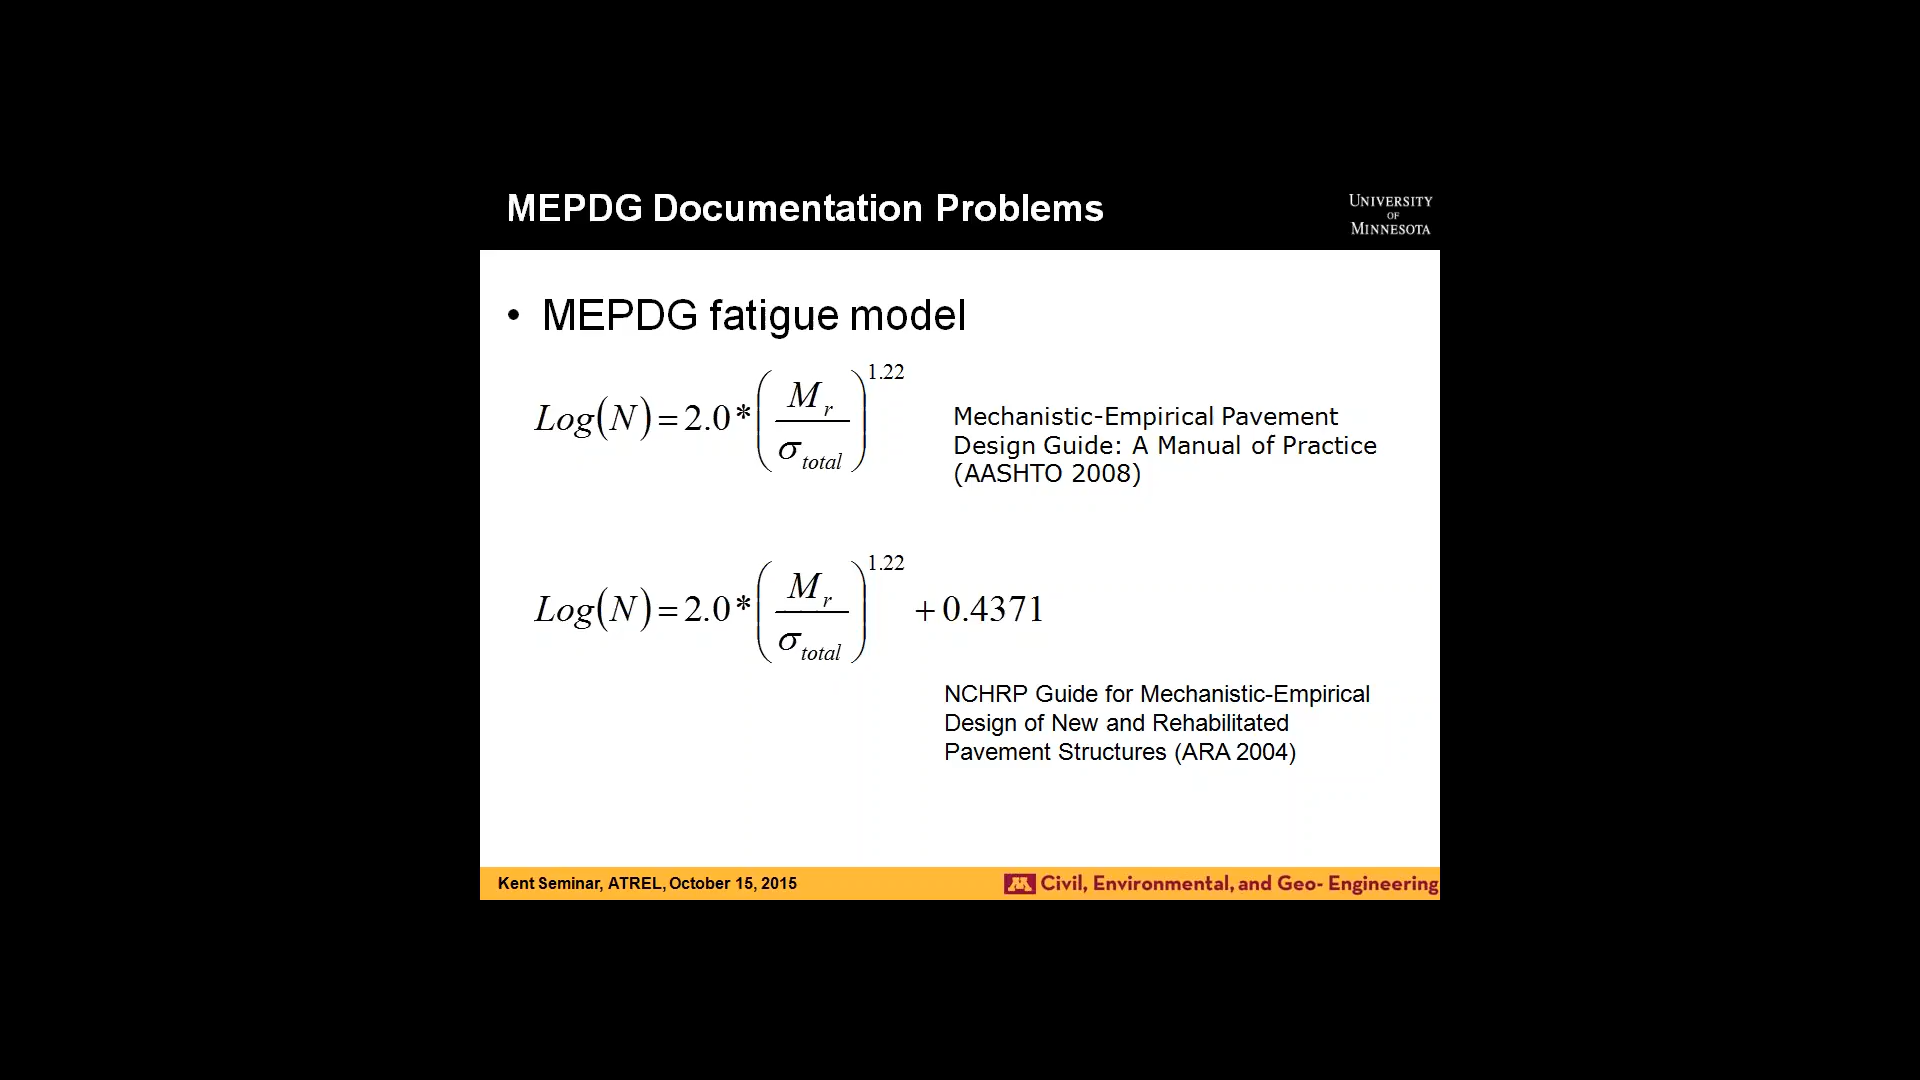 MEPDG Documentation Problems
UNIVERSITY
OF
MINNESOTA
• MEPDG fatigue model
Log(N) = 2.0 * (M_r / σ_total)^1.22
Mechanistic-Empirical Pavement
Design Guide: A Manual of Practice
(AASHTO 2008)
Log(N) = 2.0 * (M_r / σ_total)^1.22 + 0.4371
NCHRP Guide for Mechanistic-Empirical
Design of New and Rehabilitated
Pavement Structures (ARA 2004)
Kent Seminar, ATREL, October 15, 2015
M Civil, Environmental, and Geo- Engineering